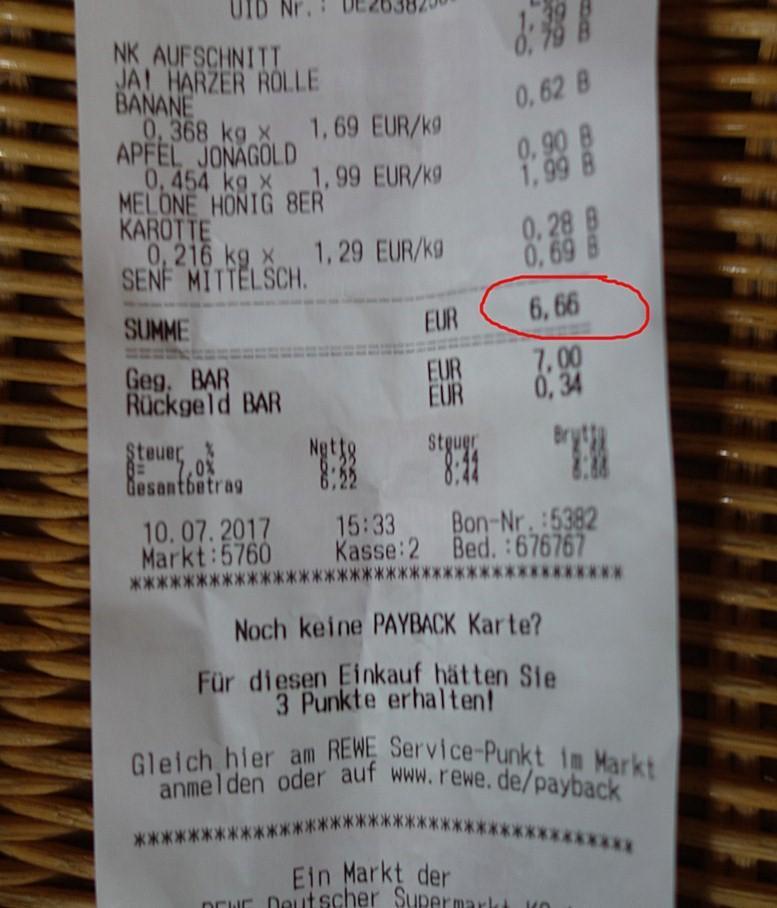 UID Nr.:
NK AUFSCHNITT 1,39 B
JA! HARZER ROLLE 0,79 B
BANANE 0,62 B
0,368 kg x 1,69 EUR/kg
APFEL JONAGOLD 0,90 B
0,454 kg x 1,99 EUR/kg
MELONE HONIG 8ER 1,99 B
KAROTTE 0,28 B
0,216 kg x 1,29 EUR/kg
SENF MITTELSCH. 0,69 B
SUMME EUR 6,66
Geg. BAR EUR 7,00
Rückgeld BAR EUR 0,34
Steuer % Netto Steuer Brutto
B= 7,0%
Gesamtbetrag 6,22 0,44
10.07.2017 15:33 Bon-Nr.:5382
Markt:5760 Kasse:2 Bed.:676767
******************************************
Noch keine PAYBACK Karte?
Für diesen Einkauf hätten Sie
3 Punkte erhalten!
Gleich hier am REWE Service-Punkt im Markt
anmelden oder auf www.rewe.de/payback
******************************************
Ein Markt der
REWE Deutscher Supermarkt